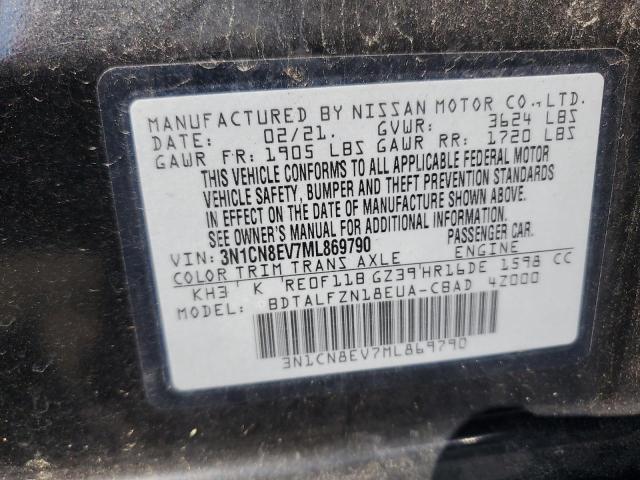 MANUFACTURED BY NISSAN MOTOR CO., LTD.
DATE: 02/21. GVWR: 3624 LBS
GAWR FR: 1905 LBS GAWR RR: 1720 LBS
THIS VEHICLE CONFORMS TO ALL APPLICABLE FEDERAL MOTOR
VEHICLE SAFETY, BUMPER AND THEFT PREVENTION STANDARDS
IN EFFECT ON THE DATE OF MANUFACTURE SHOWN ABOVE.
SEE OWNER'S MANUAL FOR ADDITIONAL INFORMATION.
VIN: 3N1CN8EV7ML869790 PASSENGER CAR.
COLOR TRIM TRANS AXLE ENGINE
KH3 K RE0F11B GZ39 HR16DE 1598 CC
MODEL: BDTALFZN18EUA-CBAD 42000
3N1CN8EV7ML869790